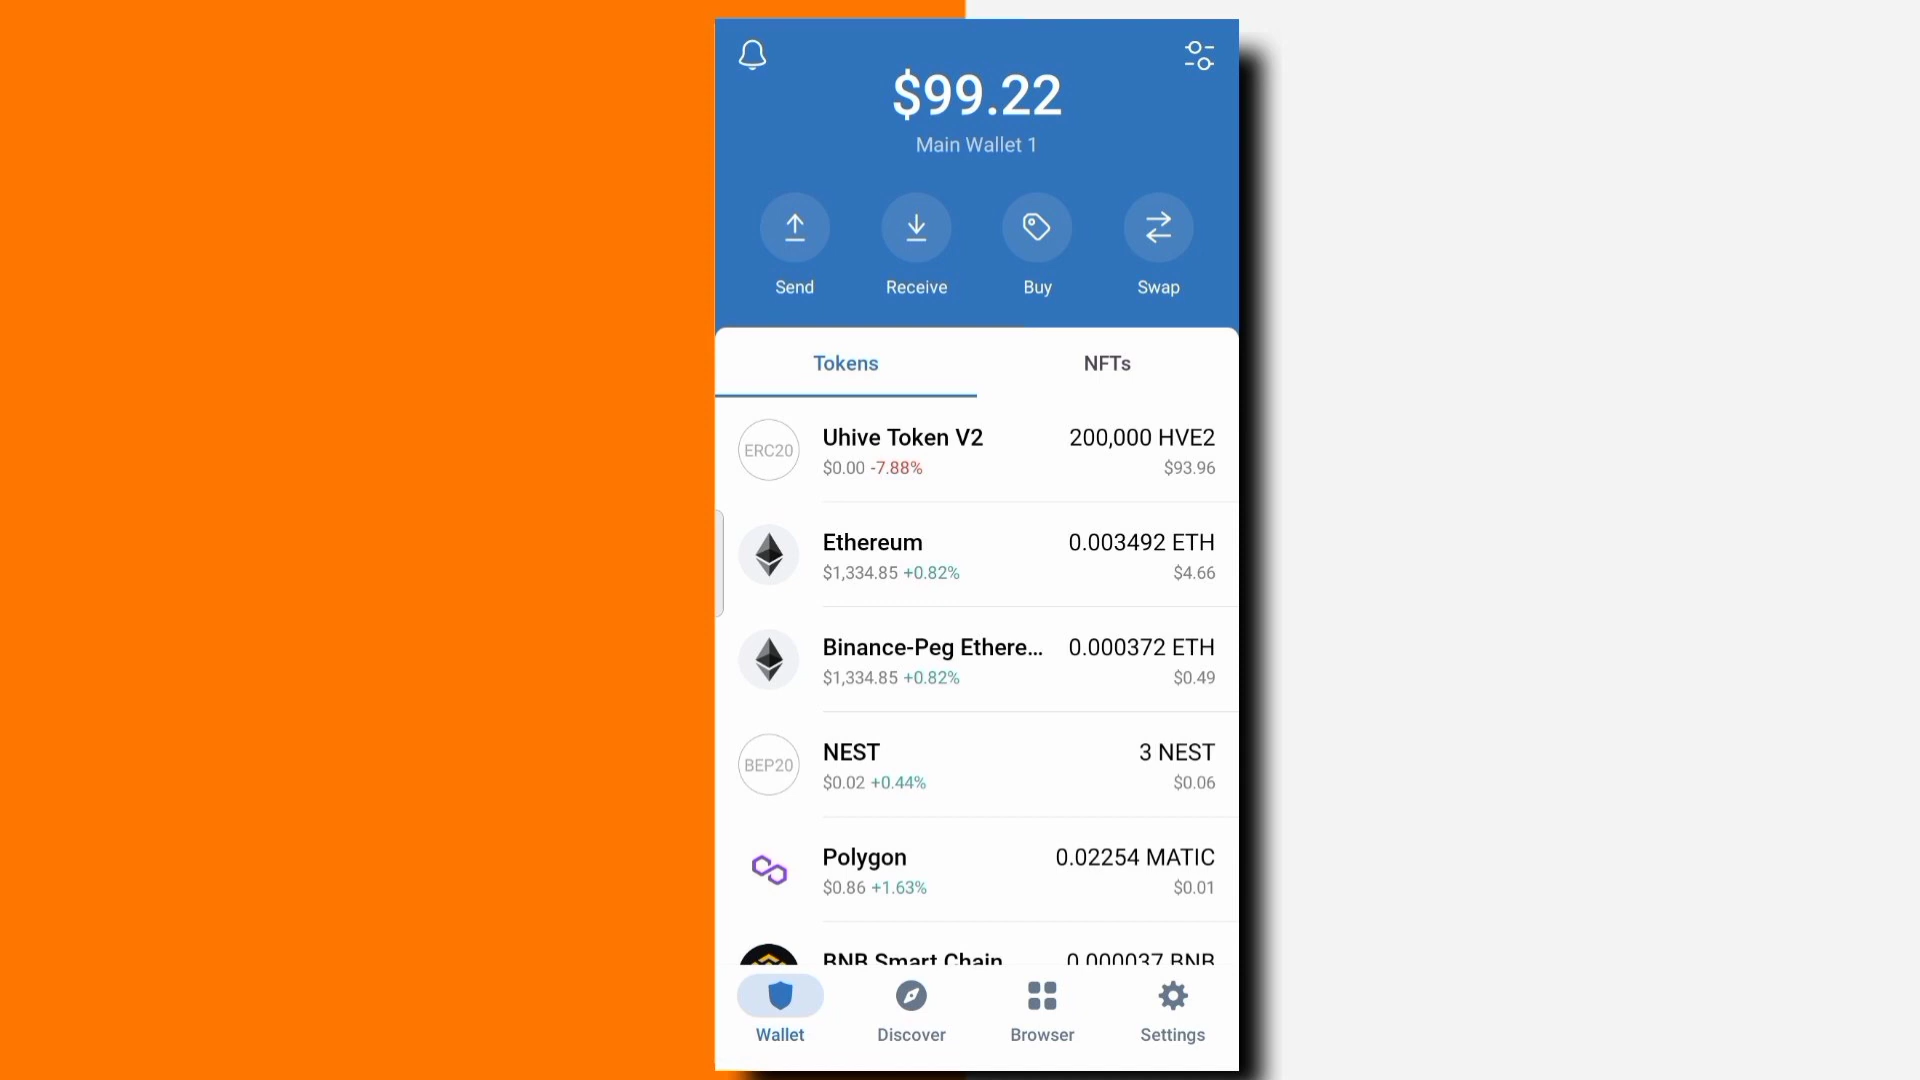 $99.22
Main Wallet 1
Send Receive Buy Swap
Tokens NFTs
Uhive Token V2 200,000 HVE2
ERC20
$0.00 -7.88% $93.96
Ethereum 0.003492 ETH
$1,334.85 +0.82% $4.66
Binance-Peg Ethere... 0.000372 ETH
$1,334.85 +0.82% $0.49
NEST 3 NEST
BEP20
$0.02 +0.44% $0.06
Polygon 0.02254 MATIC
$0.86 +1.63% $0.01
BNB Smart Chain 0.000037 BNB
Wallet Discover Browser Settings